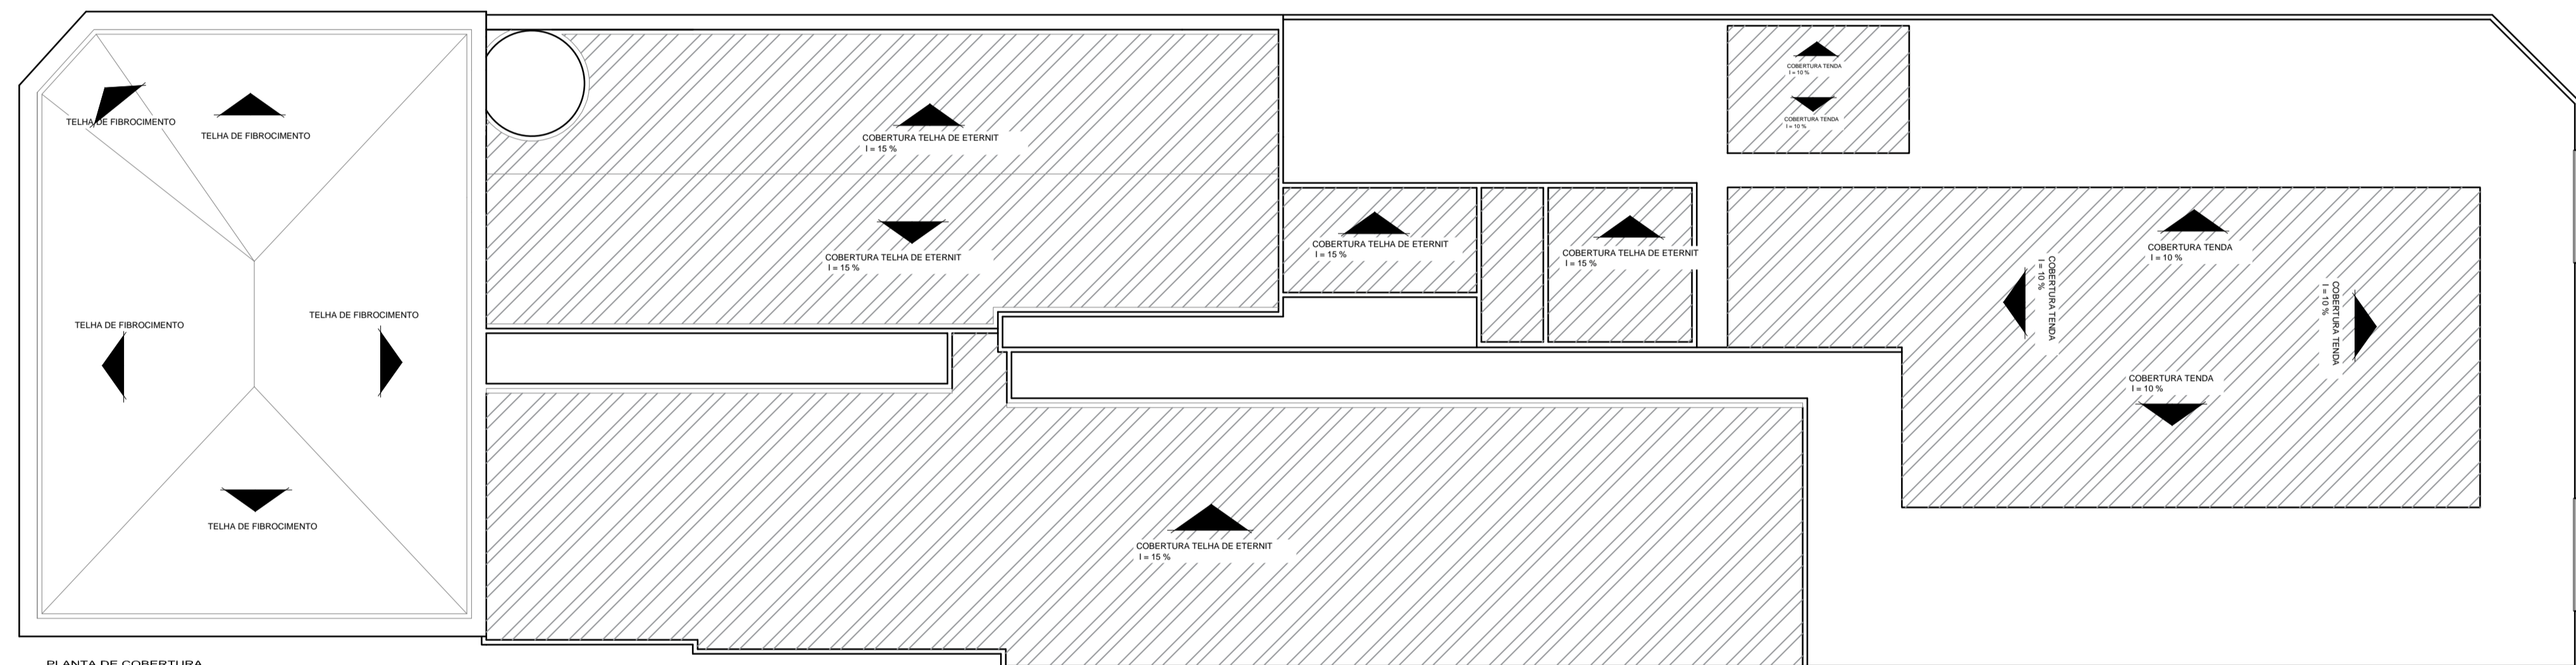 COBERTURA TENDA
I = 10 %
COBERTURA TENDA
I = 10 %
TELHA DE FIBROCIMENTO
TELHA DE FIBROCIMENTO
COBERTURA TELHA DE ETERNIT
I = 15 %
COBERTURA TELHA DE ETERNIT
I = 15 %
COBERTURA TELHA DE ETERNIT
I = 15 %
COBERTURA TELHA DE ETERNIT
I = 15 %
COBERTURA TENDA
I = 10 %
COBERTURA TENDA
I = 10 %
COBERTURA TENDA
I = 10 %
TELHA DE FIBROCIMENTO
TELHA DE FIBROCIMENTO
COBERTURA TENDA
I = 10 %
TELHA DE FIBROCIMENTO
COBERTURA TELHA DE ETERNIT
I = 15 %
PLANTA DE COBERTURA